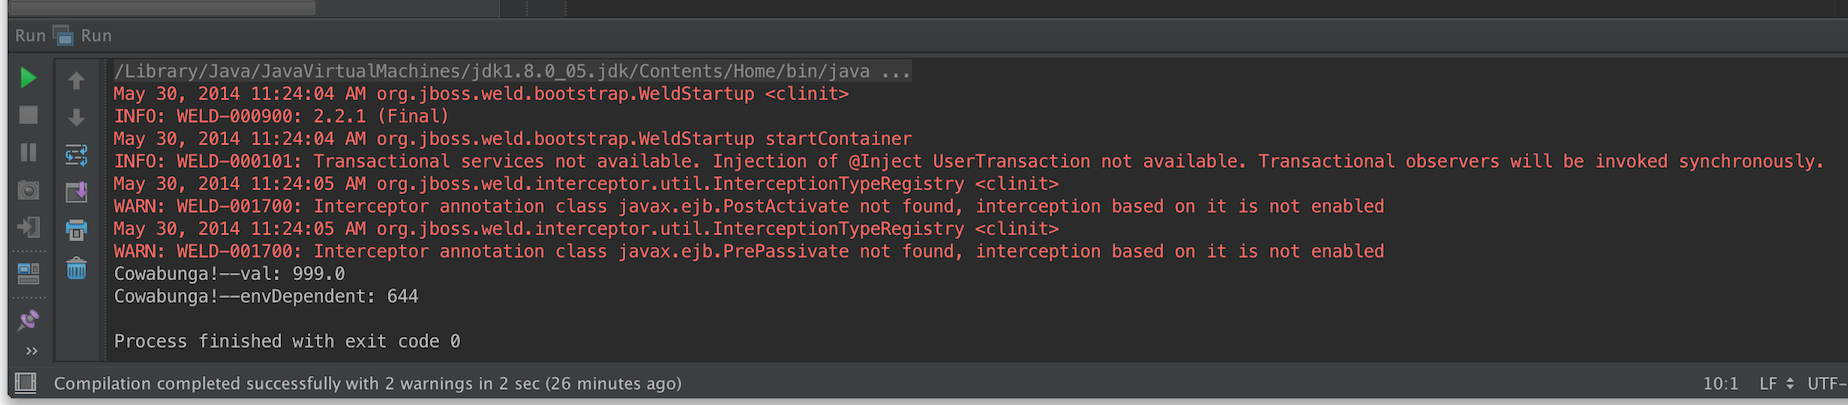 Run Run
/Library/Java/JavaVirtualMachines/jdk1.8.0_05.jdk/Contents/Home/bin/java ...
May 30, 2014 11:24:04 AM org.jboss.weld.bootstrap.WeldStartup <clinit>
INFO: WELD-000900: 2.2.1 (Final)
May 30, 2014 11:24:04 AM org.jboss.weld.bootstrap.WeldStartup startContainer
INFO: WELD-000101: Transactional services not available. Injection of @Inject UserTransaction not available. Transactional observers will be invoked synchronously.
May 30, 2014 11:24:05 AM org.jboss.weld.interceptor.util.InterceptionTypeRegistry <clinit>
WARN: WELD-001700: Interceptor annotation class javax.ejb.PostActivate not found, interception based on it is not enabled
May 30, 2014 11:24:05 AM org.jboss.weld.interceptor.util.InterceptionTypeRegistry <clinit>
WARN: WELD-001700: Interceptor annotation class javax.ejb.PrePassivate not found, interception based on it is not enabled
Cowabunga!--val: 999.0
Cowabunga!--envDependent: 644
Process finished with exit code 0
Compilation completed successfully with 2 warnings in 2 sec (26 minutes ago) 10:1 LF UTF-